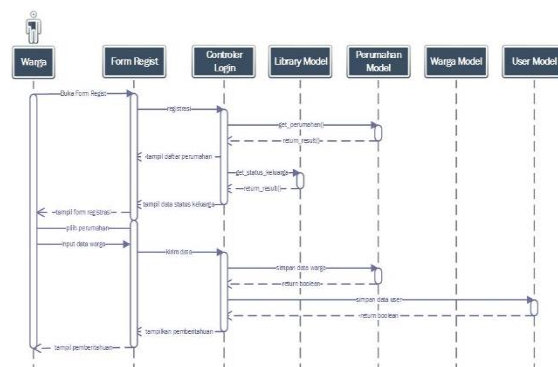 Warga
Form Regist
Controler
Login
Library Model
Perumahan
Model
Warga Model
User Model
Buka Form Regist
registrasi
get_perumahan()
return_result()
tampil daftar perumahan
get_status_keluarga
return_result()
tampil data status keluarga
tampil form registrasi
pilih perumahan
input data warga
kirim data
simpan data warga
return boolean
simpan data user
return boolean
tampilkan pemberitahuan
tampil pemberitahuan